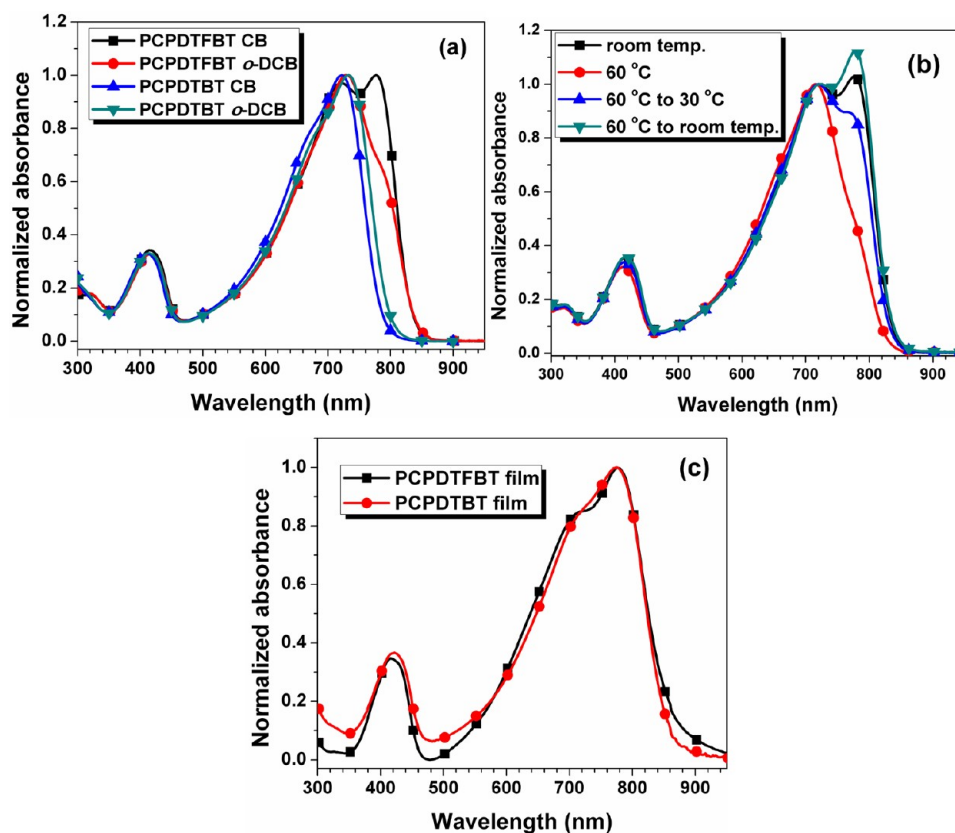 (a)
PCPDTFBT CB
PCPDTFBT o-DCB
PCPDTBT CB
PCPDTBT o-DCB
Normalized absorbance
1.2
1.0
0.8
0.6
0.4
0.2
0.0
300 400 500 600 700 800 900
Wavelength (nm)
(b)
room temp.
60 °C
60 °C to 30 °C
60 °C to room temp.
Normalized absorbance
1.2
1.0
0.8
0.6
0.4
0.2
0.0
300 400 500 600 700 800 900
Wavelength (nm)
(c)
PCPDTFBT film
PCPDTBT film
Normalized absorbance
1.0
0.8
0.6
0.4
0.2
0.0
300 400 500 600 700 800 900
Wavelength (nm)